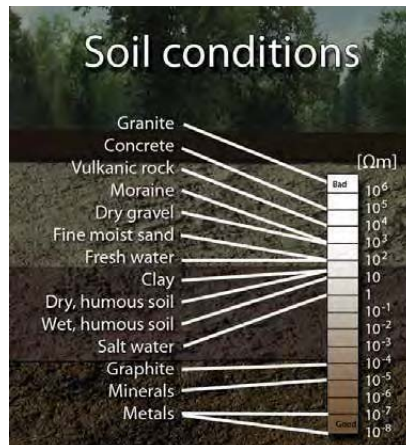 Soil conditions
Granite
Concrete
Vulkanic rock
Moraine
Dry gravel
Fine moist sand
Fresh water
Clay
Dry, humous soil
Wet, humous soil
Salt water
Graphite
Minerals
Metals
[Ωm]
Bad
10⁶
10⁵
10⁴
10³
10²
10
1
10⁻¹
10⁻²
10⁻³
10⁻⁴
10⁻⁵
10⁻⁶
10⁻⁷
Good
10⁻⁸